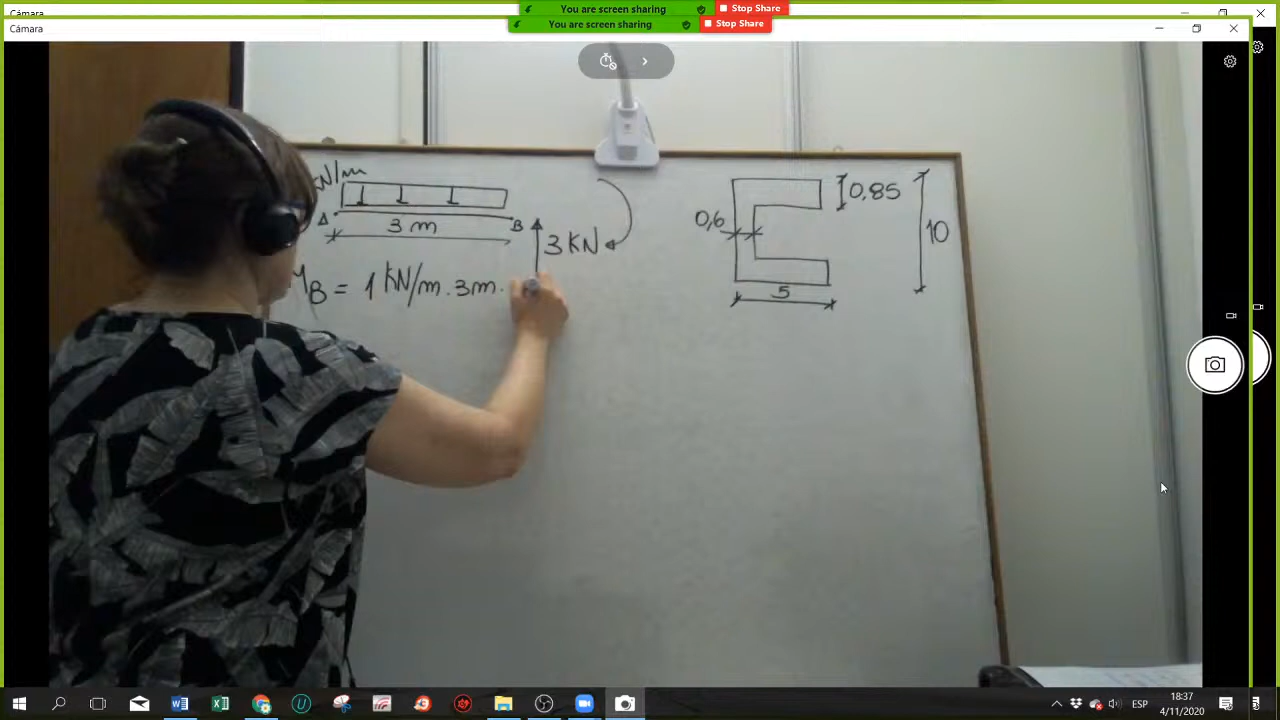 Cámara
You are screen sharing
Stop Share
Cámara
You are screen sharing
Stop Share
KN/m
A
3 m
B
3 KN
B = 1 KN/m . 3m .
0,6
0,85
10
5
18:37
ESP
4/11/2020